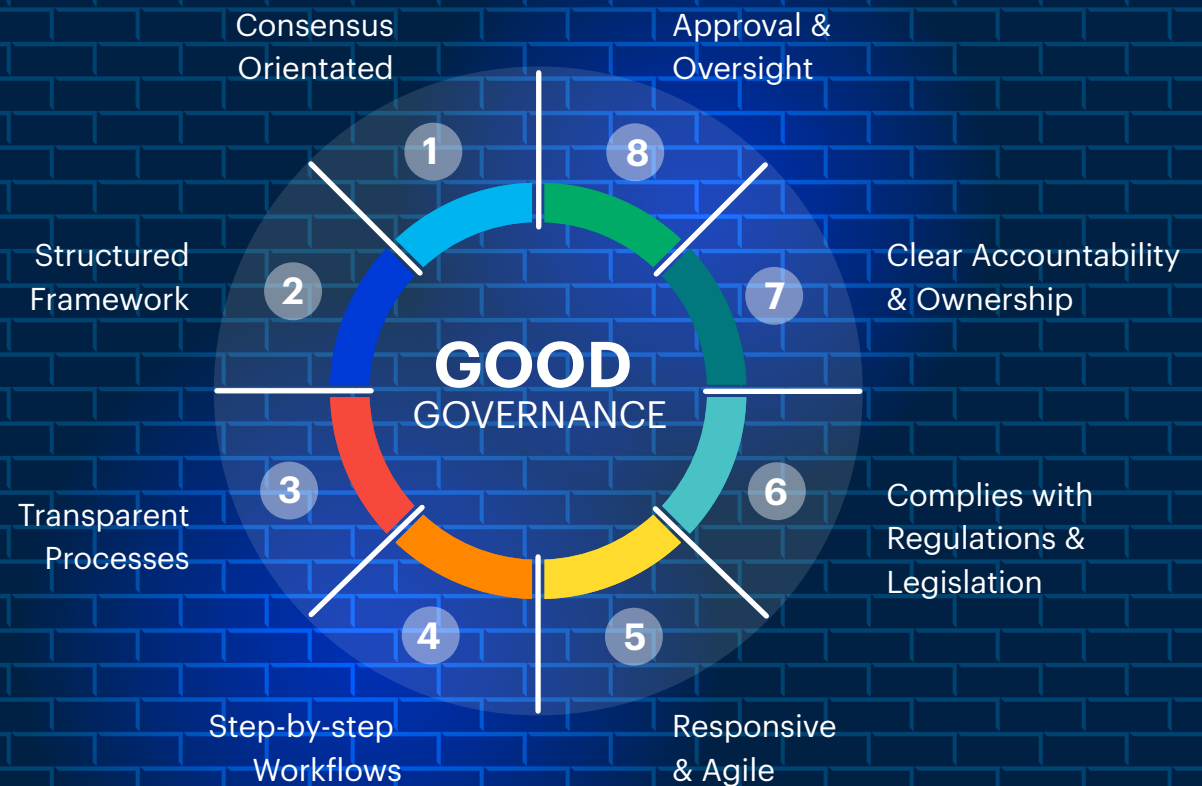 Consensus
Orientated
1
Structured
Framework
2
Transparent
Processes
3
Step-by-step
Workflows
4
Responsive
& Agile
5
Complies with
Regulations &
Legislation
6
Clear Accountability
& Ownership
7
Approval &
Oversight
8
GOOD
GOVERNANCE